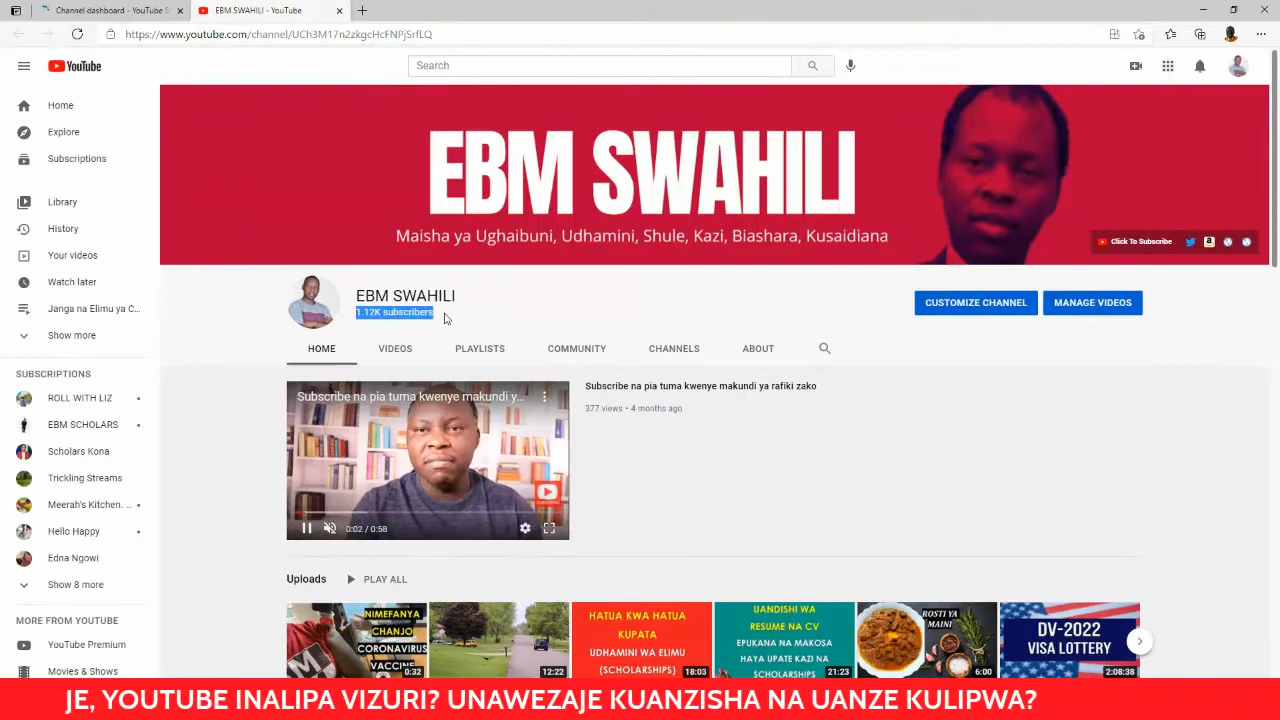 Channel dashboard - YouTube S
EBM SWAHILI - YouTube
https://www.youtube.com/channel/UCh3M17n2zkgcHcFNPjSrfLQ
YouTube
Search
Home
Explore
Subscriptions
Library
History
Your videos
Watch later
Janga na Elimu ya C...
Show more
SUBSCRIPTIONS
ROLL WITH LIZ
EBM SCHOLARS
Scholars Kona
Trickling Streams
Meerah's Kitchen. ...
Hello Happy
Edna Ngowi
Show 8 more
MORE FROM YOUTUBE
YouTube Premium
Movies & Shows
EBM SWAHILI
Maisha ya Ughaibuni, Udhamini, Shule, Kazi, Biashara, Kusaidiana
Click To Subscribe
EBM SWAHILI
1.12K subscribers
CUSTOMIZE CHANNEL
MANAGE VIDEOS
HOME
VIDEOS
PLAYLISTS
COMMUNITY
CHANNELS
ABOUT
Subscribe na pia tuma kwenye makundi y...
0:02 / 0:58
Subscribe na pia tuma kwenye makundi ya rafiki zako
377 views • 4 months ago
Uploads
PLAY ALL
NIMEFANYA
CHANJO
CORONAVIRUS
VACCINE
0:32
12:22
HATUA KWA HATUA
KUPATA
UDHAMINI WA ELIMU
(SCHOLARSHIPS)
18:03
UANDISHI WA
RESUME NA CV
EPUKANA NA MAKOSA
HAYA UPATE KAZI NA
21:23
ROSTI YA
MAINI
6:00
DV-2022
VISA LOTTERY
2:08:38
JE, YOUTUBE INALIPA VIZURI? UNAWEZAJE KUANZISHA NA UANZE KULIPWA?